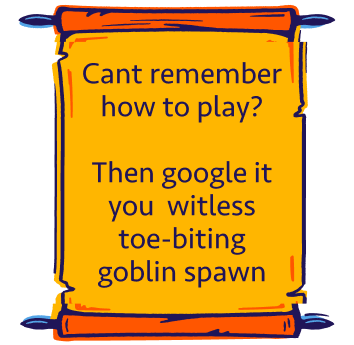 Cant remember
how to play?
Then google it
you witless
toe-biting
goblin spawn